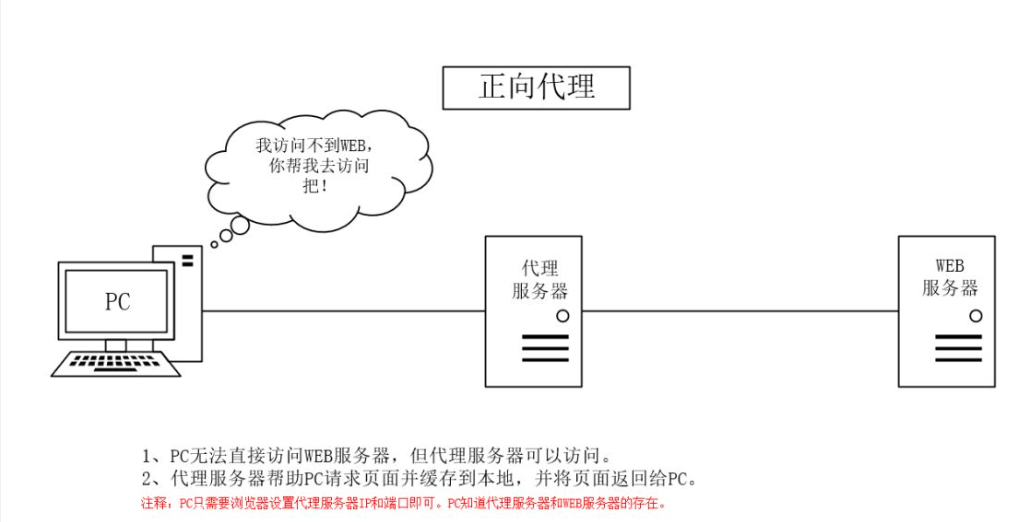 正向代理
我访问不到WEB，
你帮我去访问
把！
PC
代理
服务器
WEB
服务器
1、PC无法直接访问WEB服务器，但代理服务器可以访问。
2、代理服务器帮助PC请求页面并缓存到本地，并将页面返回给PC。
注释：PC只需要浏览器设置代理服务器IP和端口即可。PC知道代理服务器和WEB服务器的存在。